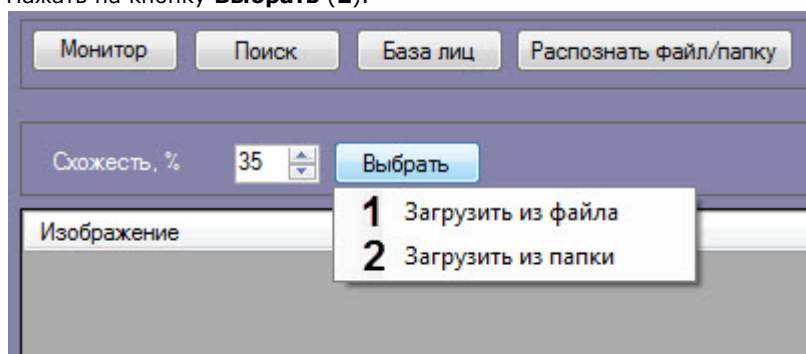 Нажать на кнопку Выбрать (2).
Монитор Поиск База лиц Распознать файл/папку
Схожесть, % 35 Выбрать
1 Загрузить из файла
Изображение
2 Загрузить из папки